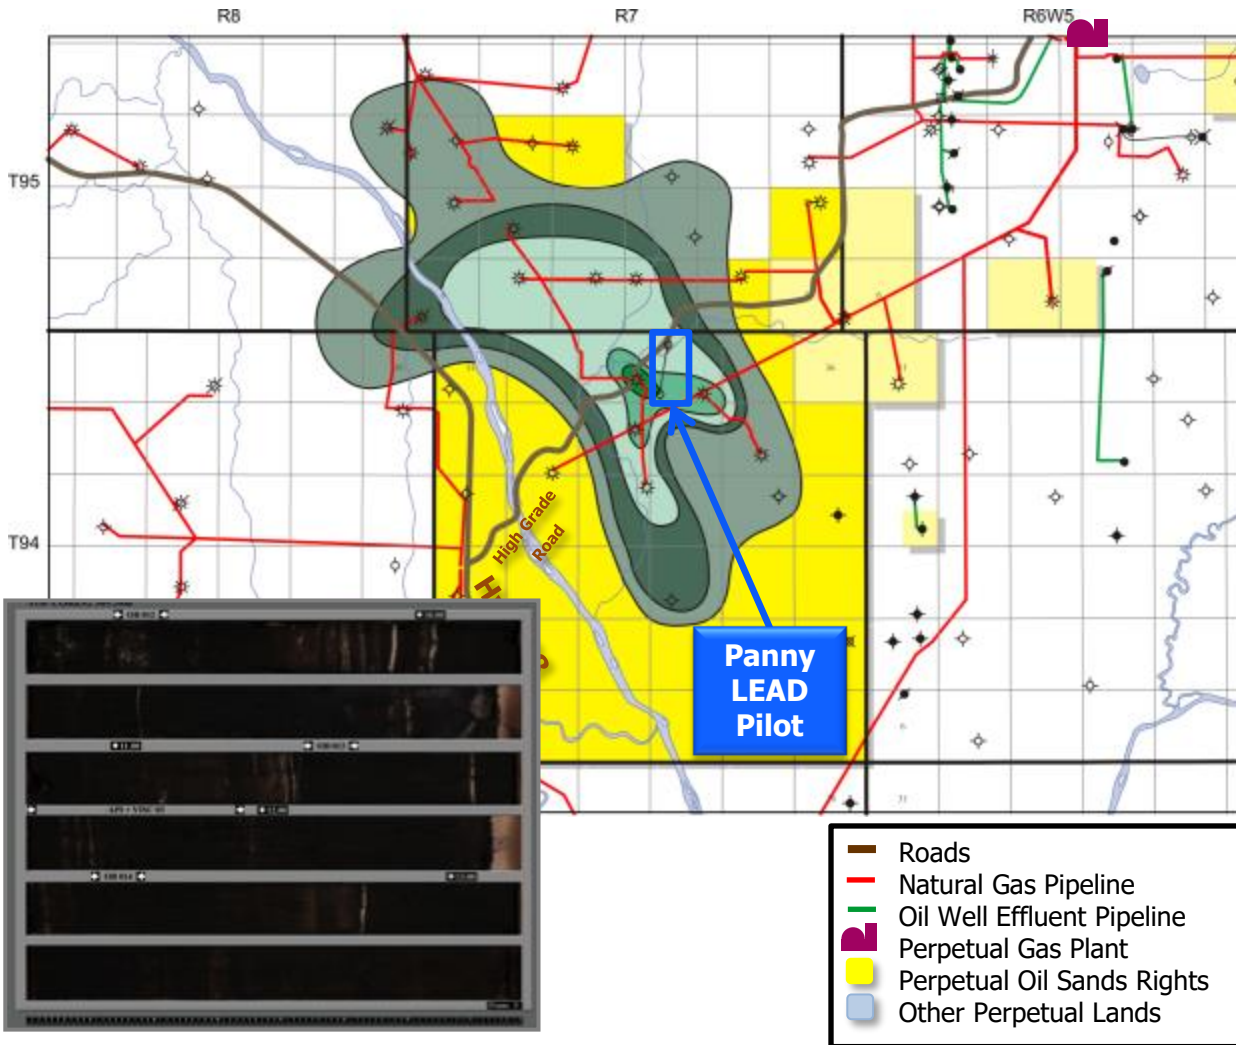 R8
R7
R6W5
T95
T94
High Grade
Road
Panny
LEAD
Pilot
Roads
Natural Gas Pipeline
Oil Well Effluent Pipeline
Perpetual Gas Plant
Perpetual Oil Sands Rights
Other Perpetual Lands